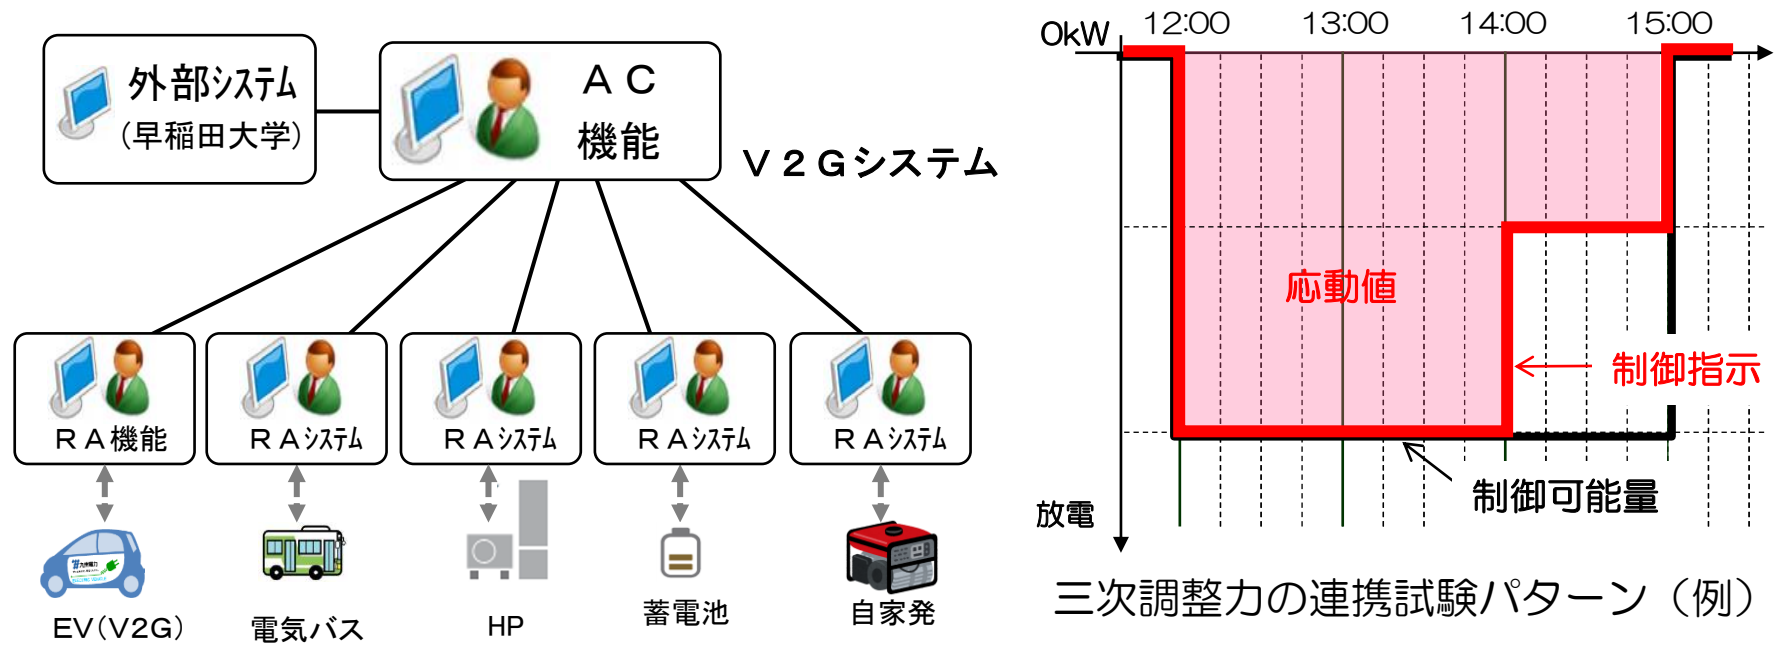 外部システム
(早稲田大学)
AC
機能
V2Gシステム
RA機能
RAシステム
RAシステム
RAシステム
RAシステム
九州電力
EV(V2G)
電気バス
HP
蓄電池
自家発
0kW
12:00
13:00
14:00
15:00
応動値
制御指示
制御可能量
放電
三次調整力の連携試験パターン（例）